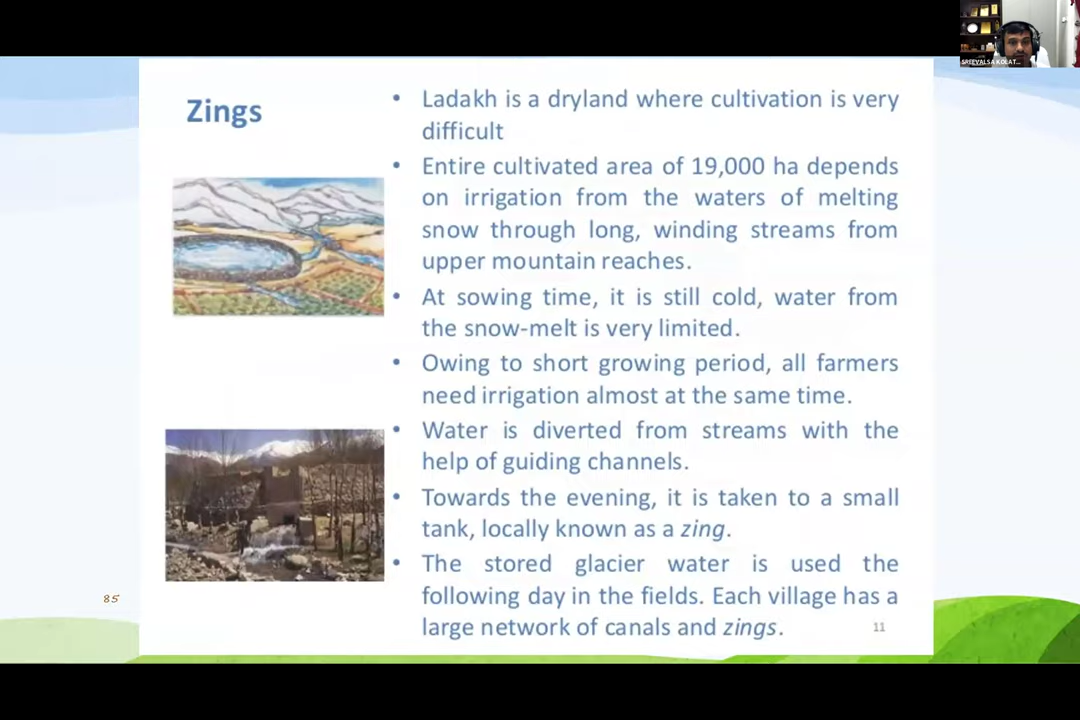 SREEVALSA KOLAT...
Zings
• Ladakh is a dryland where cultivation is very
difficult
• Entire cultivated area of 19,000 ha depends
on irrigation from the waters of melting
snow through long, winding streams from
upper mountain reaches.
• At sowing time, it is still cold, water from
the snow-melt is very limited.
• Owing to short growing period, all farmers
need irrigation almost at the same time.
• Water is diverted from streams with the
help of guiding channels.
• Towards the evening, it is taken to a small
tank, locally known as a zing.
• The stored glacier water is used the
following day in the fields. Each village has a
large network of canals and zings.
11
85